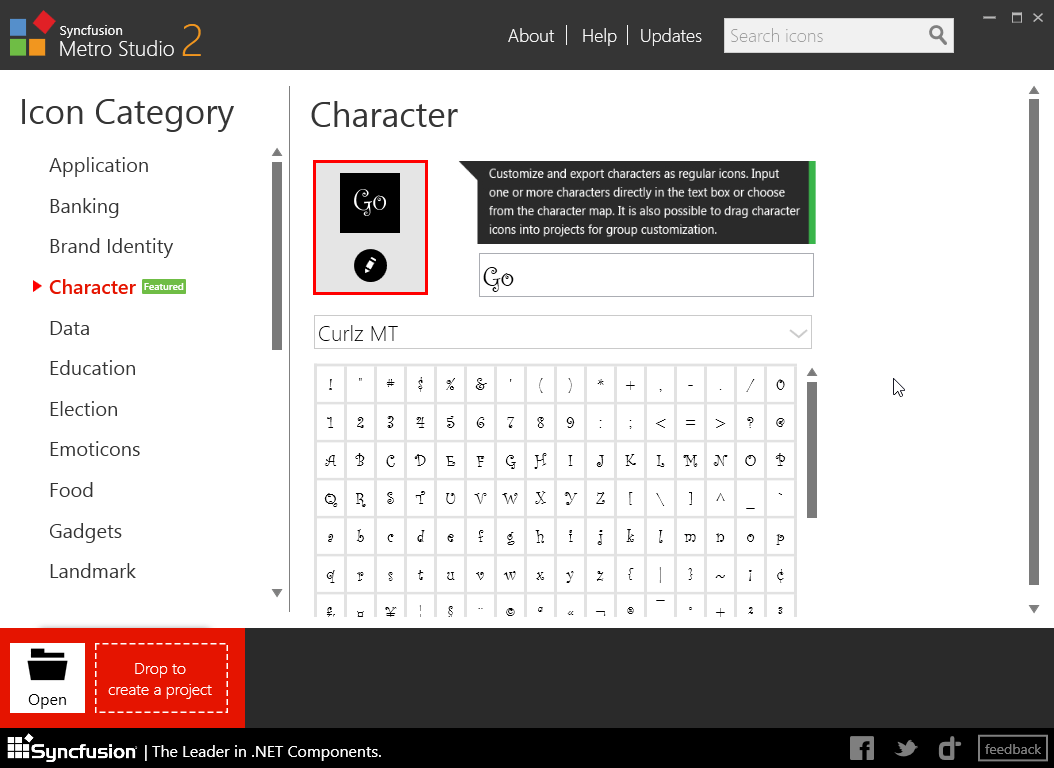 Syncfusion
Metro Studio 2
About
Help
Updates
Search icons
Icon Category
Application
Banking
Brand Identity
Character Featured
Data
Education
Election
Emoticons
Food
Gadgets
Landmark
Character
Go
Customize and export characters as regular icons. Input
one or more characters directly in the text box or choose
from the character map. It is also possible to drag character
icons into projects for group customization.
Go
Curlz MT
! " # $ % & ' ( ) * + , - . / 0
1 2 3 4 5 6 7 8 9 : ; < = > ? @
A B C D E F G H I J K L M N O P
Q R S T U V W X Y Z [ \ ] ^ _ `
a b c d e f g h i j k l m n o p
q r s t u v w x y z { | } ~ ¡ ¢
£ ¤ ¥ ¦ § ¨ © ª « ¬ ® ¯ ° ± ² ³
Open
Drop to
create a project
Syncfusion | The Leader in .NET Components.
feedback